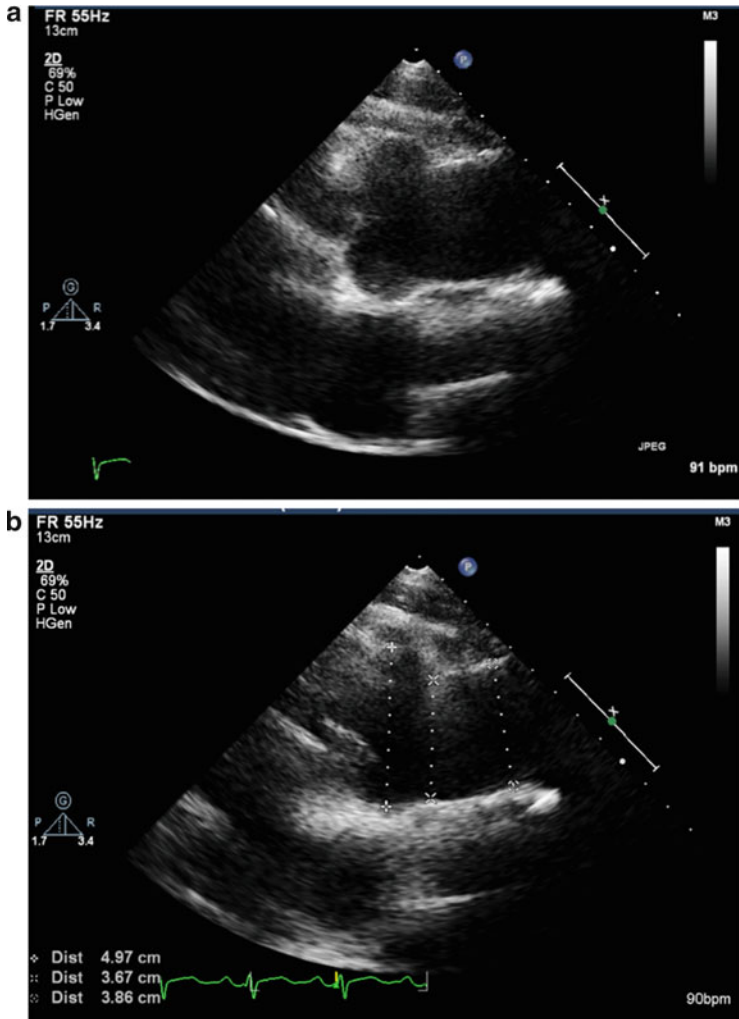 a
FR 55Hz
13cm
M3
2D
69%
C 50
P Low
HGen
P
G
P R
1.7 3.4
x
JPEG
91 bpm
b
FR 55Hz
13cm
M3
2D
69%
C 50
P Low
HGen
P
G
P R
1.7 3.4
x
Dist 4.97 cm
Dist 3.67 cm
Dist 3.86 cm
90bpm